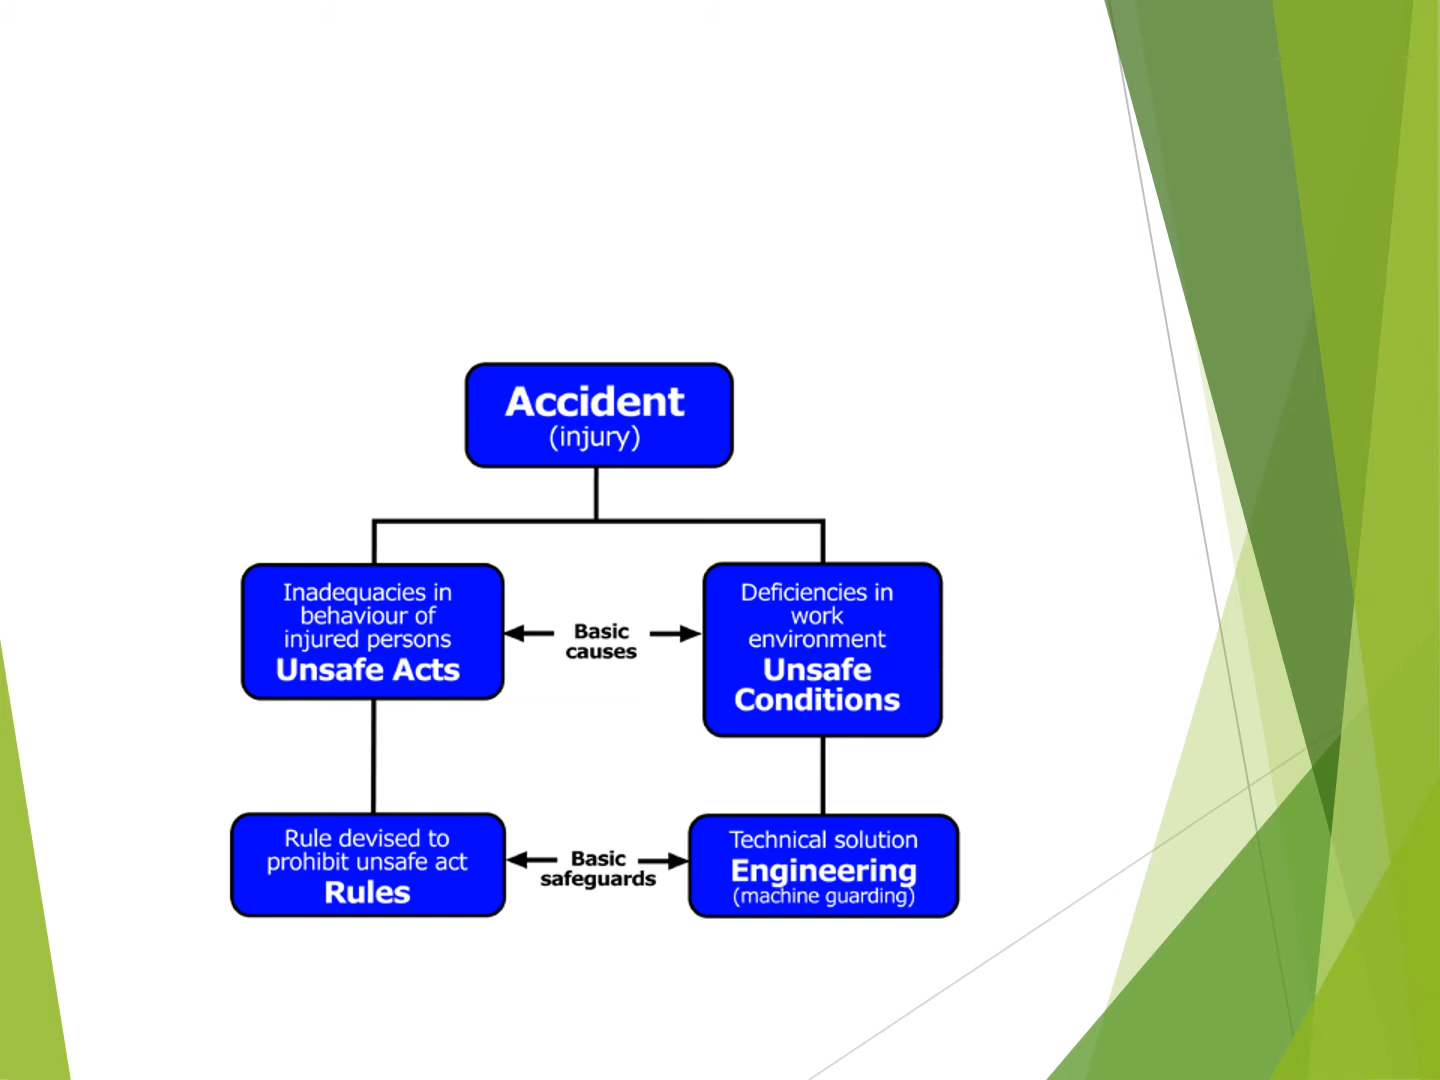 Accident
(injury)
Inadequacies in
behaviour of
injured persons
Unsafe Acts
Basic
causes
Deficiencies in
work
environment
Unsafe
Conditions
Rule devised to
prohibit unsafe act
Rules
Basic
safeguards
Technical solution
Engineering
(machine guarding)